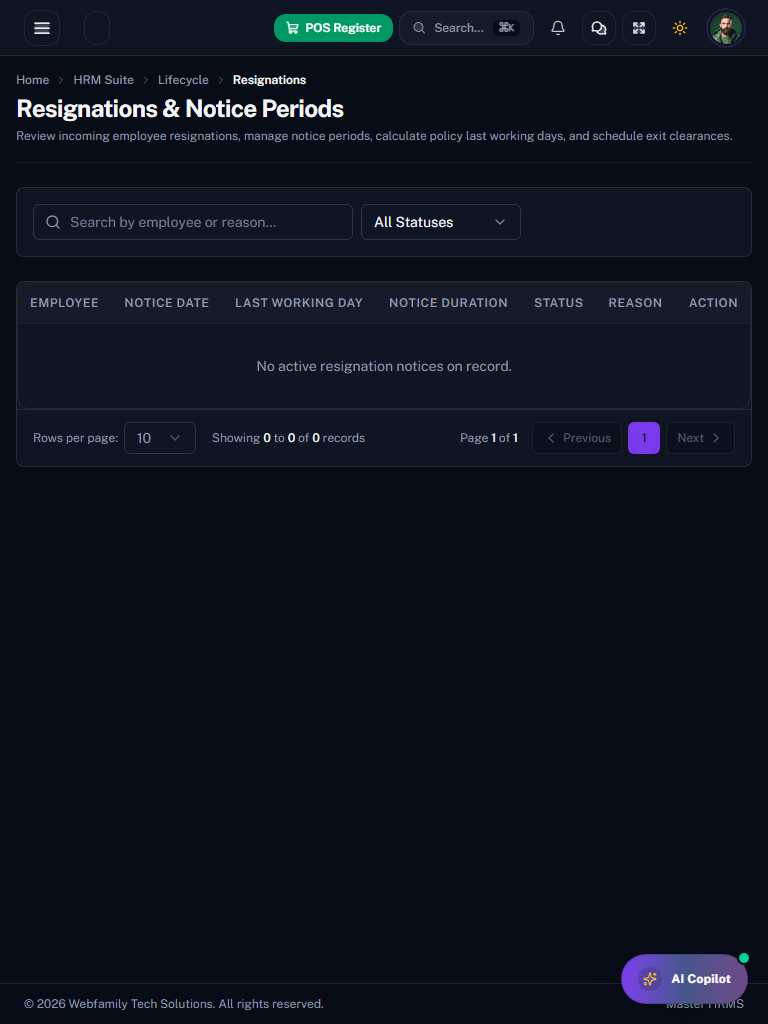 POS Register
Search... ⌘K
Home > HRM Suite > Lifecycle > Resignations
Resignations & Notice Periods
Review incoming employee resignations, manage notice periods, calculate policy last working days, and schedule exit clearances.
Search by employee or reason... All Statuses
EMPLOYEE NOTICE DATE LAST WORKING DAY NOTICE DURATION STATUS REASON ACTION
No active resignation notices on record.
Rows per page: 10 Showing 0 to 0 of 0 records Page 1 of 1 Previous 1 Next
AI Copilot
© 2026 Webfamily Tech Solutions. All rights reserved. Master HRMS